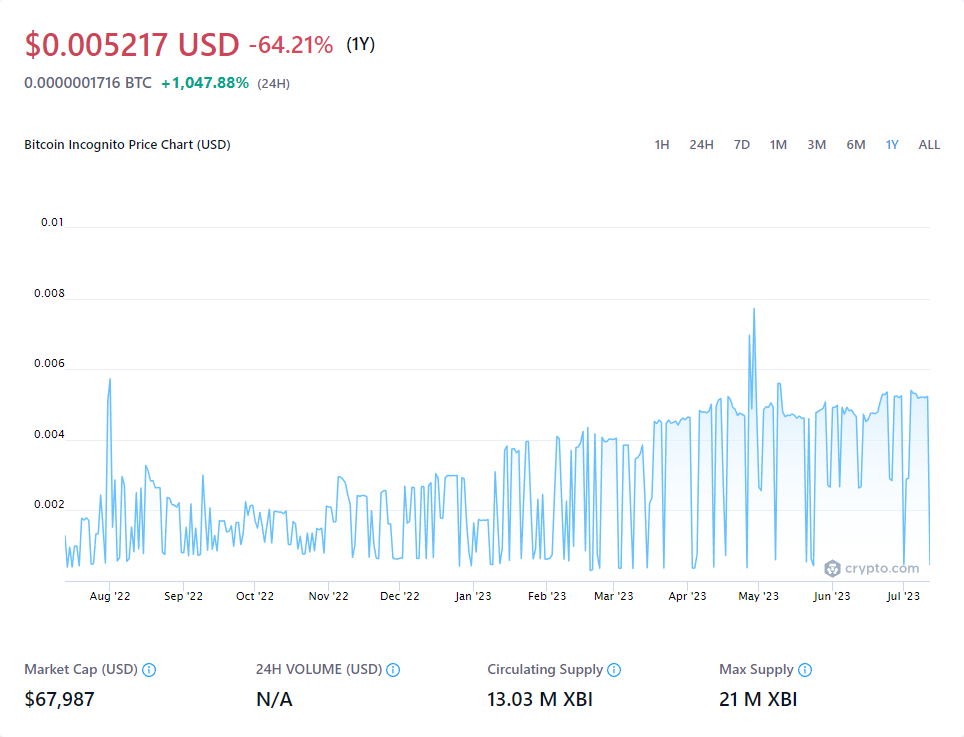 $0.005217 USD -64.21% (1Y)
0.0000001716 BTC +1,047.88% (24H)
Bitcoin Incognito Price Chart (USD) 1H 24H 7D 1M 3M 6M 1Y ALL
0.01
0.008
0.006
0.004
0.002
crypto.com
Aug '22 Sep '22 Oct '22 Nov '22 Dec '22 Jan '23 Feb '23 Mar '23 Apr '23 May '23 Jun '23 Jul '23
Market Cap (USD) 24H VOLUME (USD) Circulating Supply Max Supply
$67,987 N/A 13.03 M XBI 21 M XBI